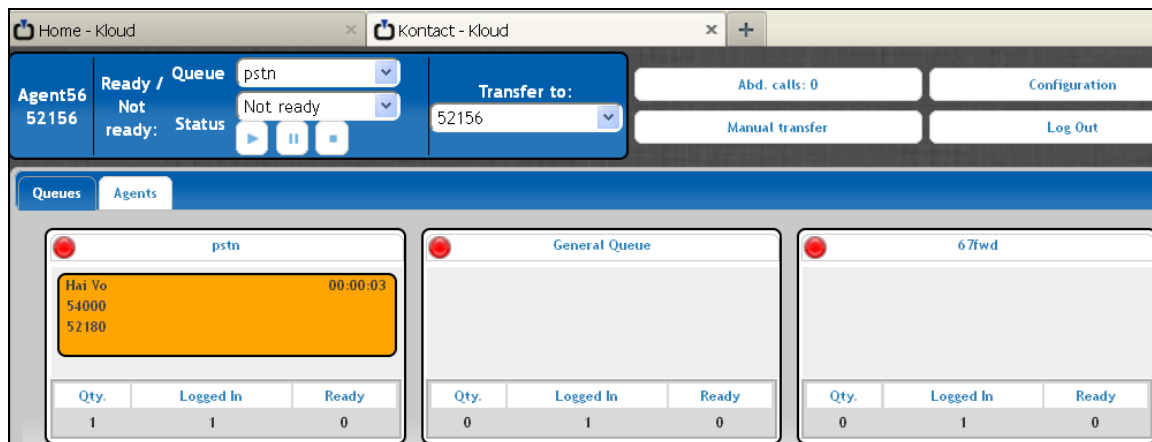 Home - Kloud
Kontact - Kloud
Agent56
52156
Ready /
Not
ready:
Queue
pstn
Status
Not ready
Transfer to:
52156
Abd. calls: 0
Configuration
Manual transfer
Log Out
Queues
Agents
pstn
Hai Vo 00:00:03
54000
52180
Qty. Logged In Ready
1 1 0
General Queue
Qty. Logged In Ready
0 1 0
67fwd
Qty. Logged In Ready
0 1 0